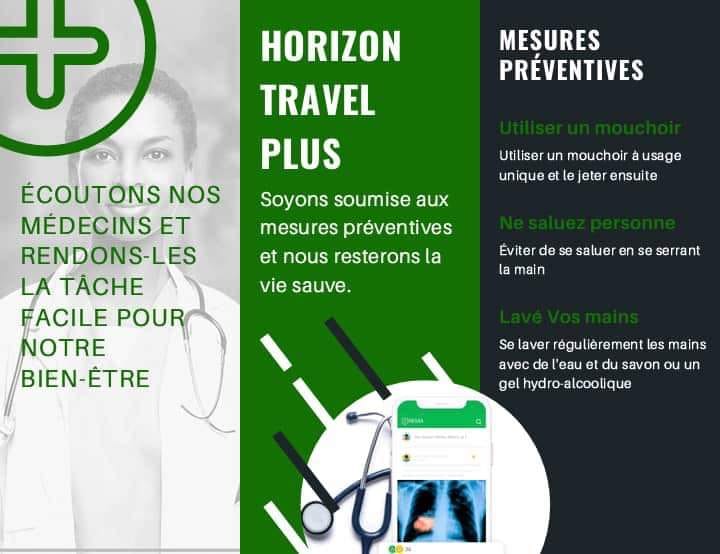 ÉCOUTONS NOS
MÉDECINS ET
RENDONS-LES
LA TÂCHE
FACILE POUR
NOTRE
BIEN-ÊTRE
HORIZON
TRAVEL
PLUS
Soyons soumise aux
mesures préventives
et nous resterons la
vie sauve.
MESURES
PRÉVENTIVES
Utiliser un mouchoir
Utiliser un mouchoir à usage
unique et le jeter ensuite
Ne saluez personne
Éviter de se saluer en se serrant
la main
Lavé Vos mains
Se laver régulièrement les mains
avec de l'eau et du savon ou un
gel hydro-alcoolique